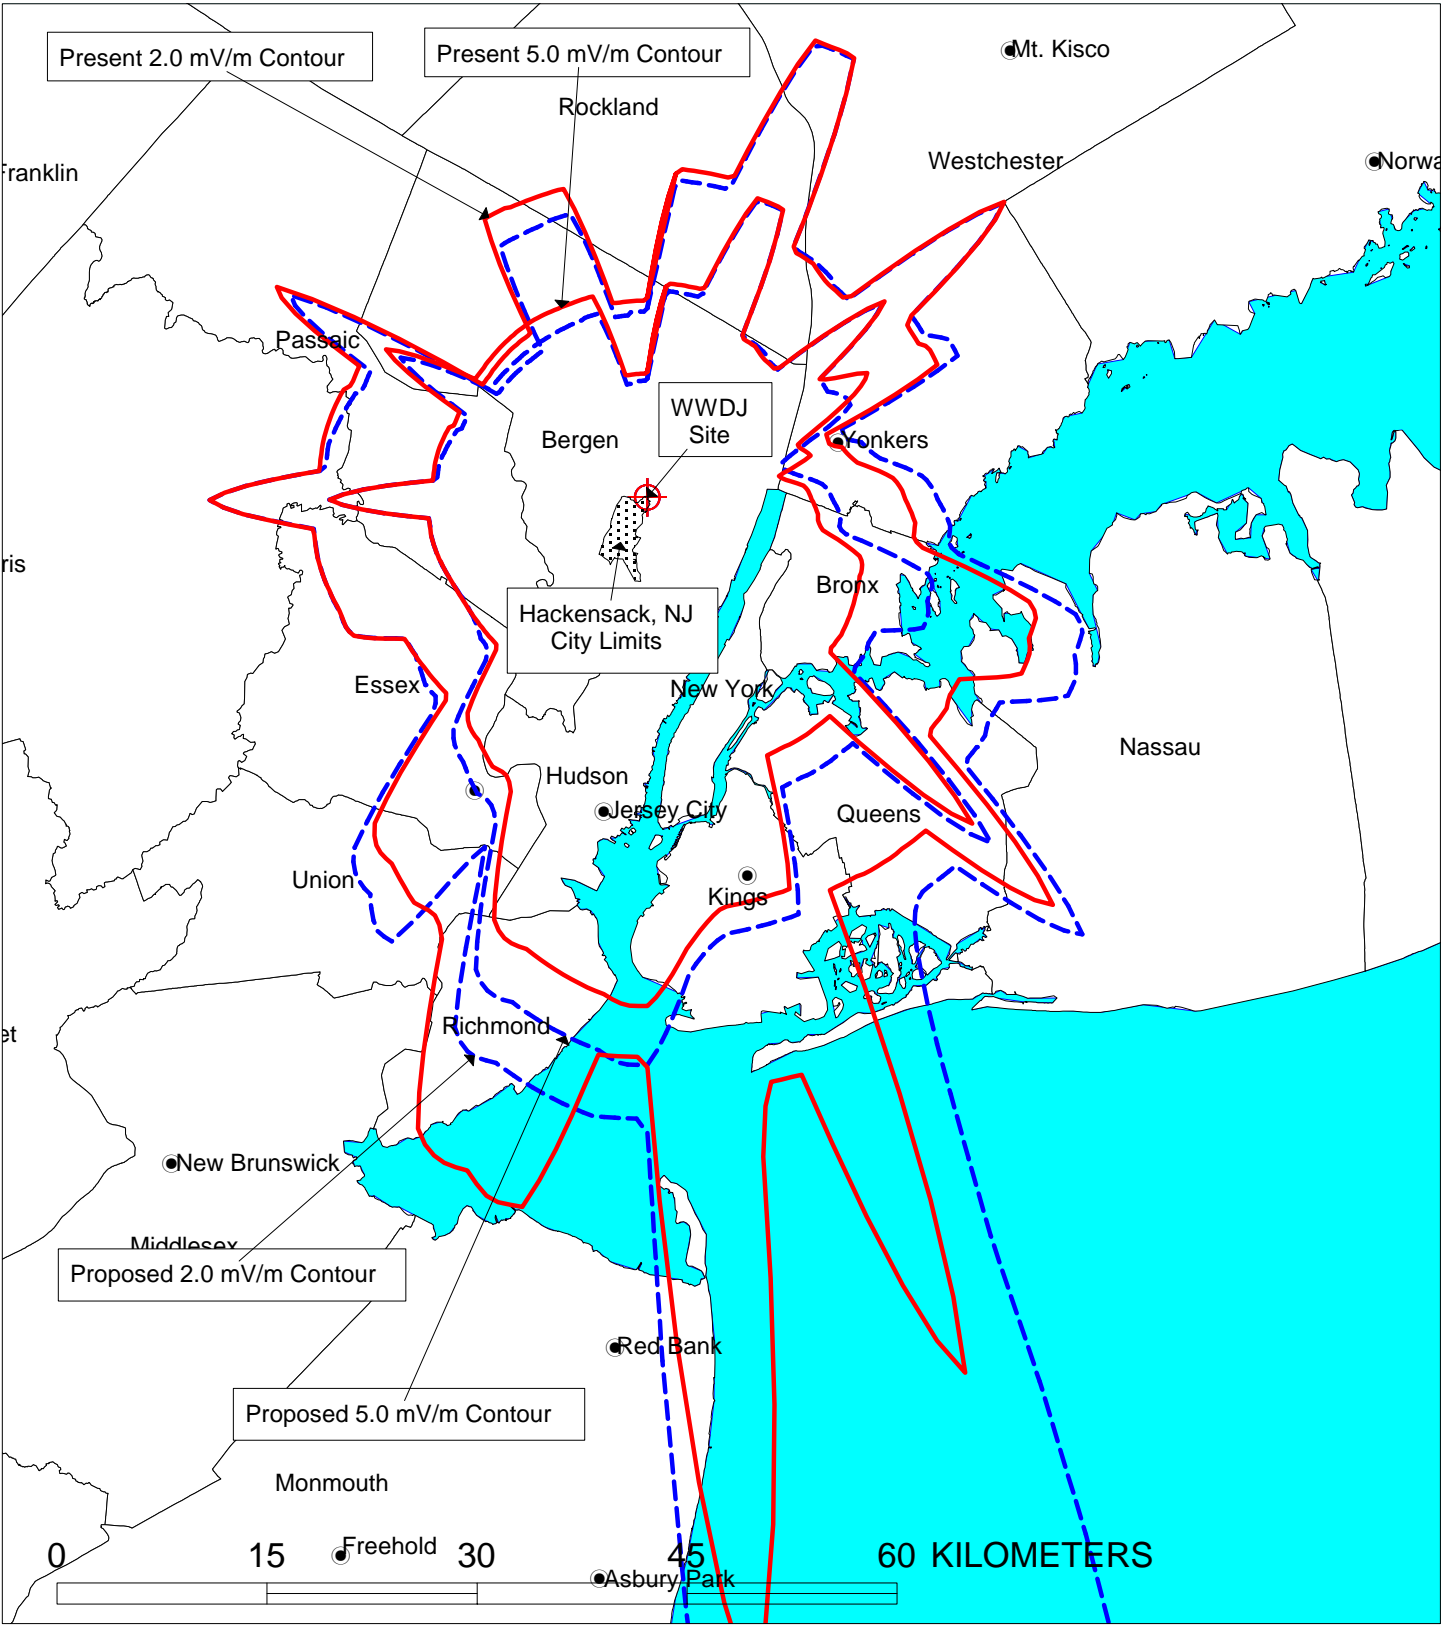 Present 2.0 mV/m Contour
Present 5.0 mV/m Contour
Mt. Kisco
Rockland
Westchester
Norwa
Franklin
Passaic
WWDJ
Site
Bergen
Yonkers
ris
Bronx
Hackensack, NJ
City Limits
Essex
New York
Nassau
Hudson
Jersey City
Queens
Union
Kings
Richmond
et
New Brunswick
Middlesex
Proposed 2.0 mV/m Contour
Red Bank
Proposed 5.0 mV/m Contour
Monmouth
Freehold
0 15 30 45 60 KILOMETERS
Asbury Park